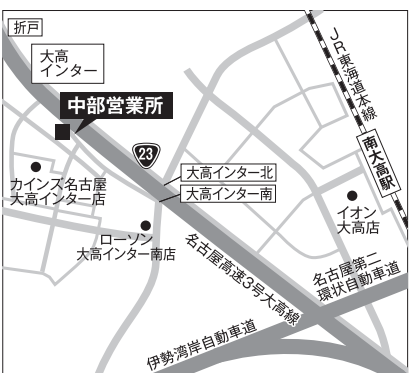 折戸
大高
インター
中部営業所
23
大高インター北
大高インター南
カインズ名古屋
大高インター店
ローソン
大高インター南店
JR東海道本線
南大高駅
イオン
大高店
名古屋高速3号大高線
名古屋第二
環状自動車道
伊勢湾岸自動車道